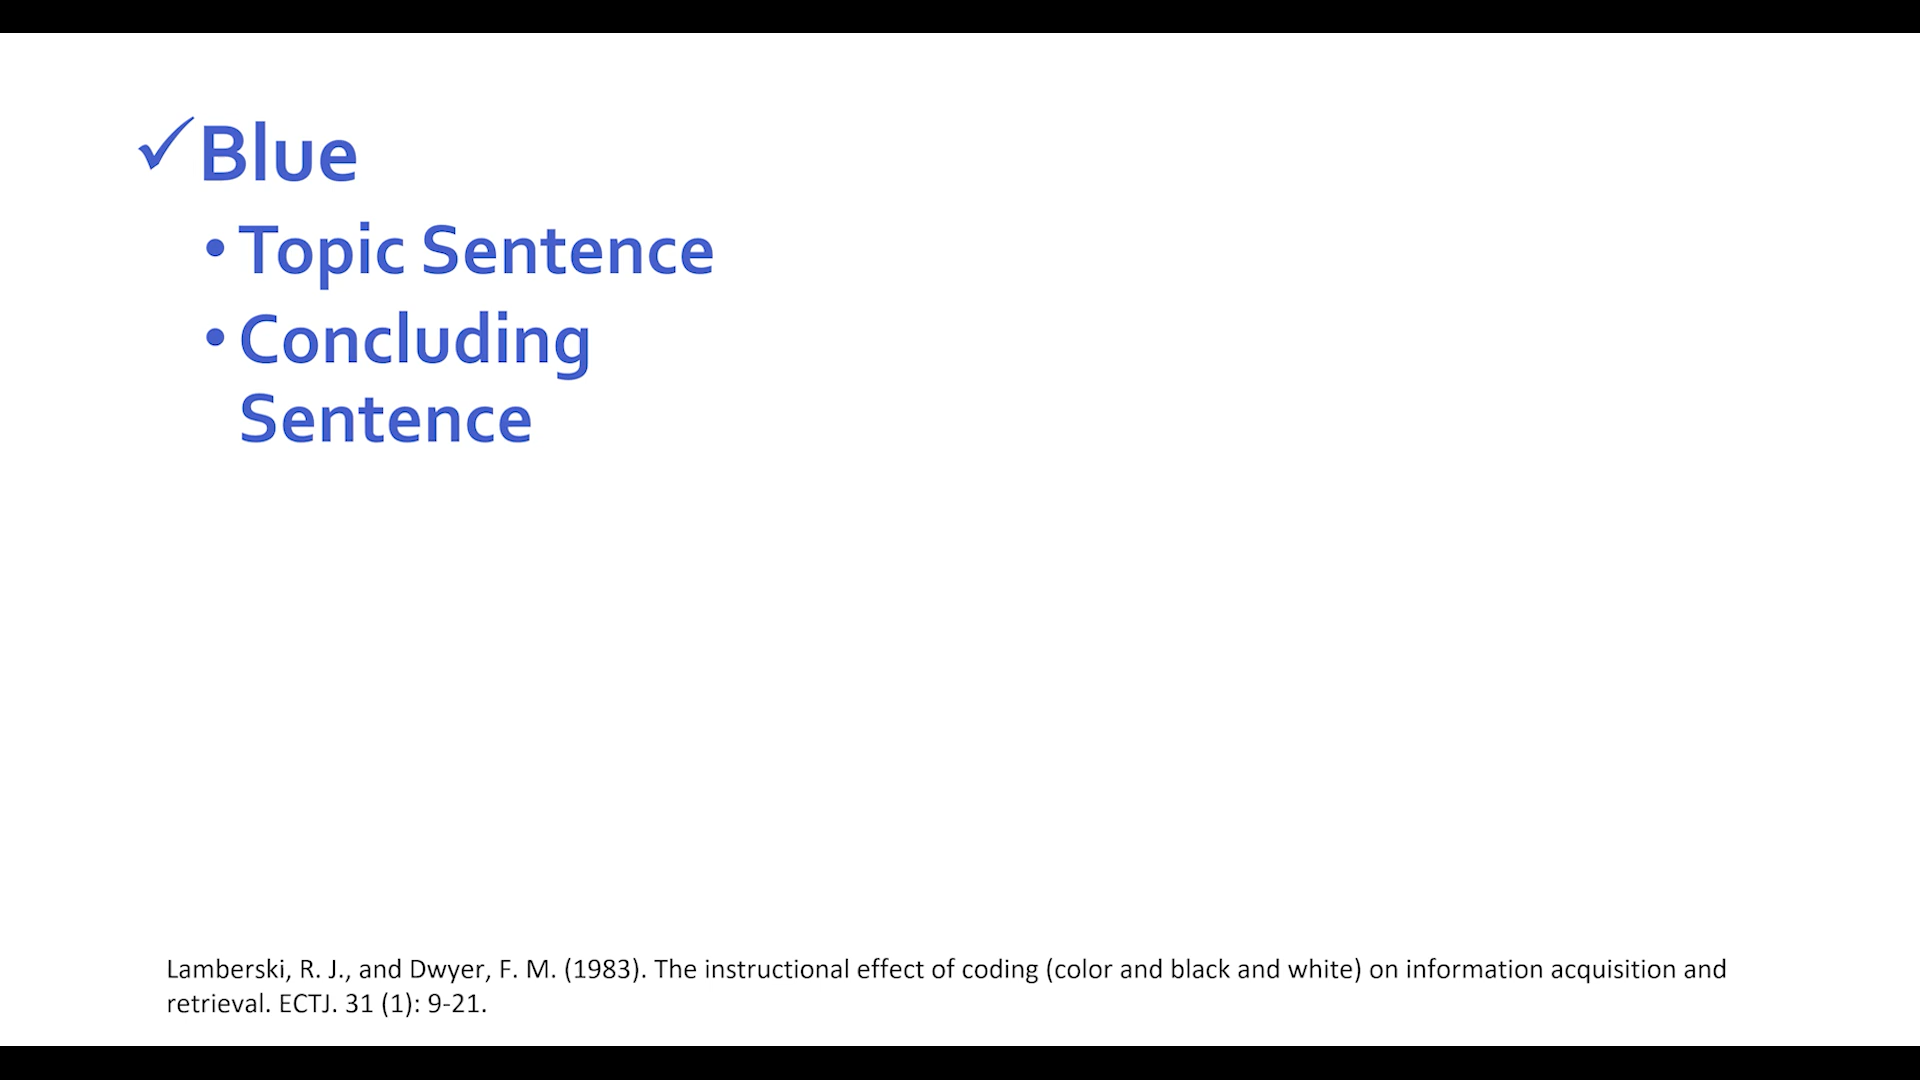 ✓Blue
• Topic Sentence
• Concluding
Sentence
Lamberski, R. J., and Dwyer, F. M. (1983). The instructional effect of coding (color and black and white) on information acquisition and
retrieval. ECTJ. 31 (1): 9-21.